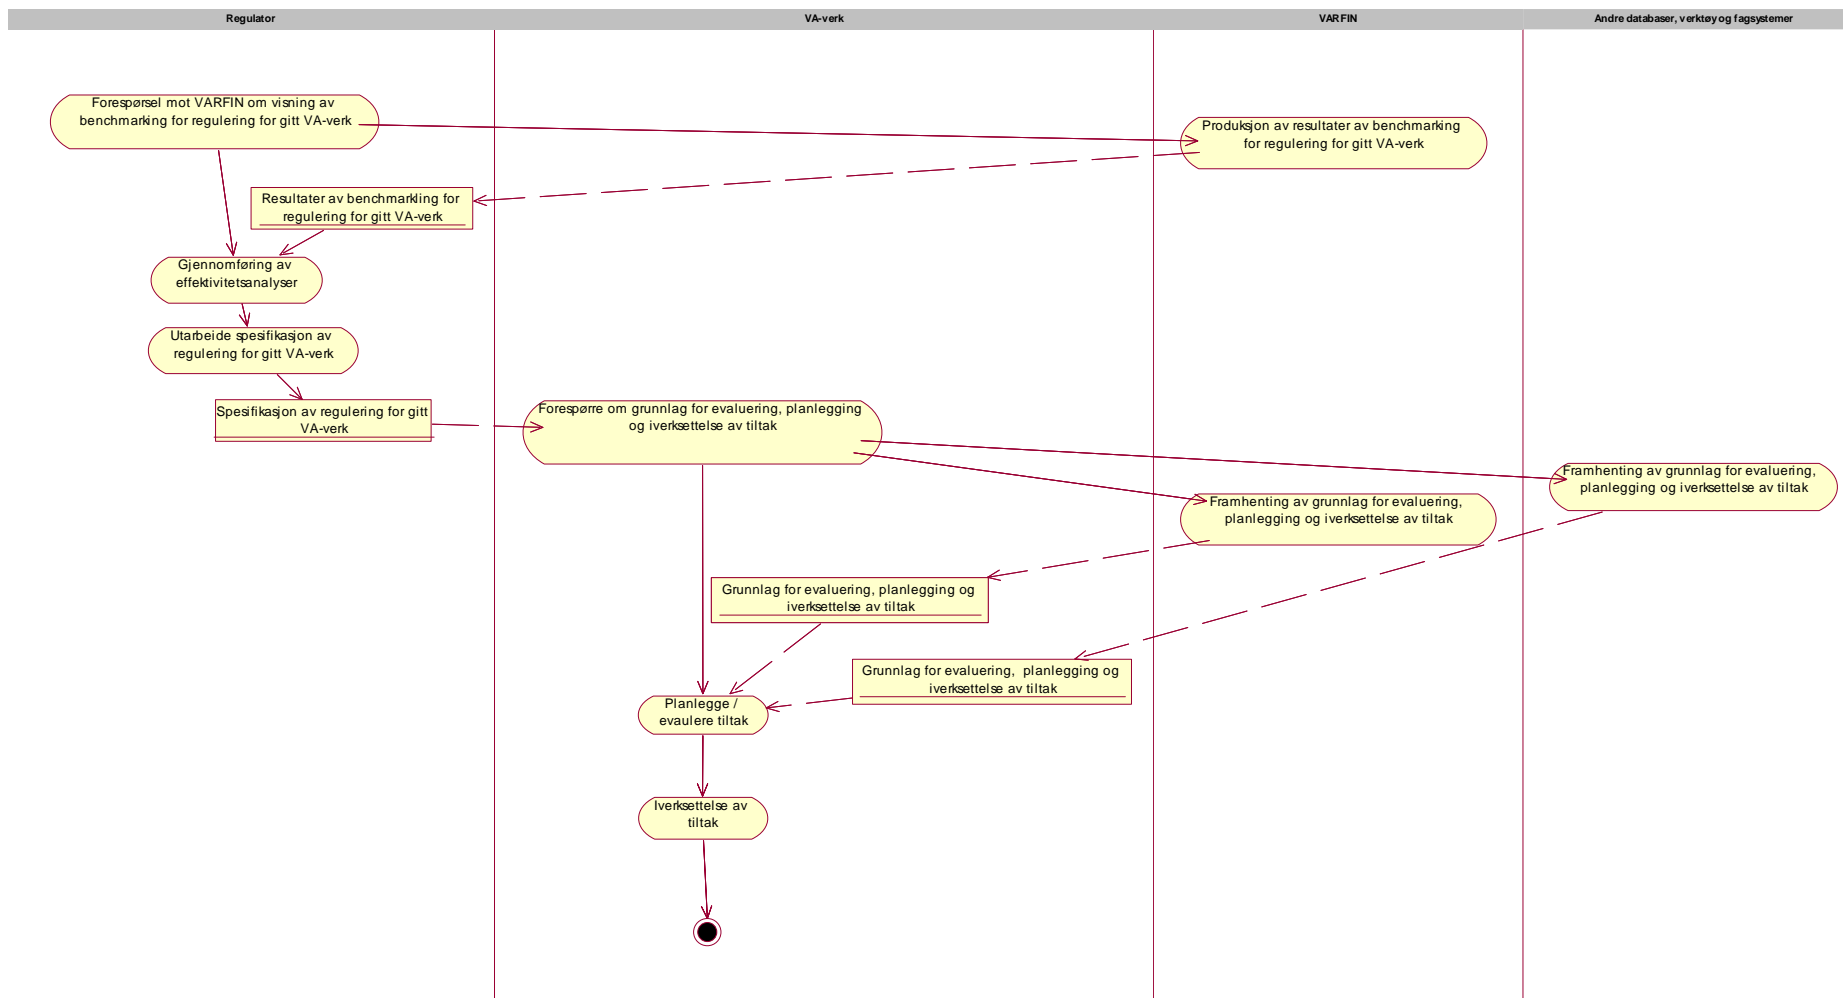 Regulator
VA-verk
VARFIN
Andre databaser, verktøy og fagsystemer
Forespørsel mot VARFIN om visning av
benchmarking for regulering for gitt VA-verk
Produksjon av resultater av benchmarking
for regulering for gitt VA-verk
Resultater av benchmarkling for
regulering for gitt VA-verk
Gjennomføring av
effektivitetsanalyser
Utarbeide spesifikasjon av
regulering for gitt VA-verk
Spesifikasjon av regulering for gitt
VA-verk
Forespørre om grunnlag for evaluering, planlegging
og iverksettelse av tiltak
Framhenting av grunnlag for evaluering,
planlegging og iverksettelse av tiltak
Framhenting av grunnlag for evaluering,
planlegging og iverksettelse av tiltak
Grunnlag for evaluering, planlegging og
iverksettelse av tiltak
Grunnlag for evaluering,  planlegging og
iverksettelse av tiltak
Planlegge /
evaulere tiltak
Iverksettelse av
tiltak